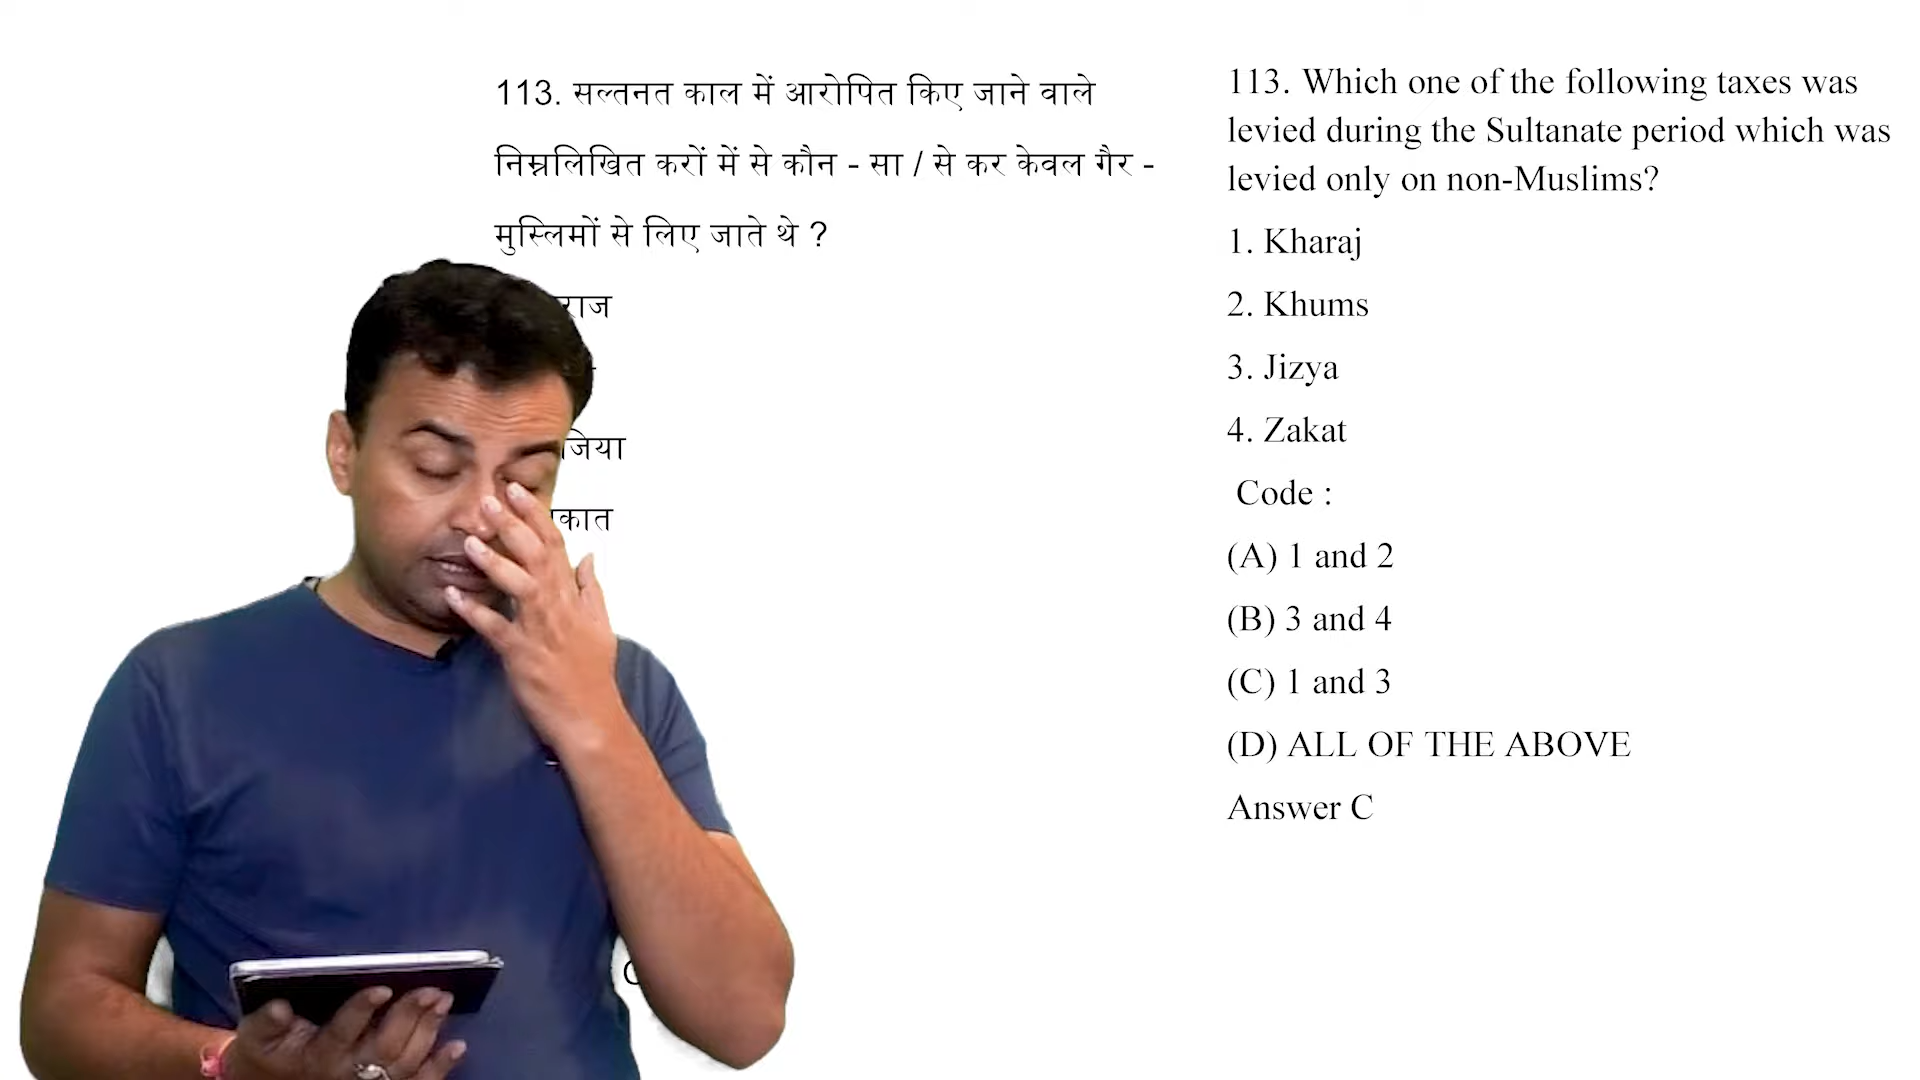 113. सल्तनत काल में आरोपित किए जाने वाले
निम्नलिखित करों में से कौन - सा / से कर केवल गैर -
मुस्लिमों से लिए जाते थे ?
113. Which one of the following taxes was
levied during the Sultanate period which was
levied only on non-Muslims?
1. Kharaj
2. Khums
3. Jizya
4. Zakat
Code :
(A) 1 and 2
(B) 3 and 4
(C) 1 and 3
(D) ALL OF THE ABOVE
Answer C